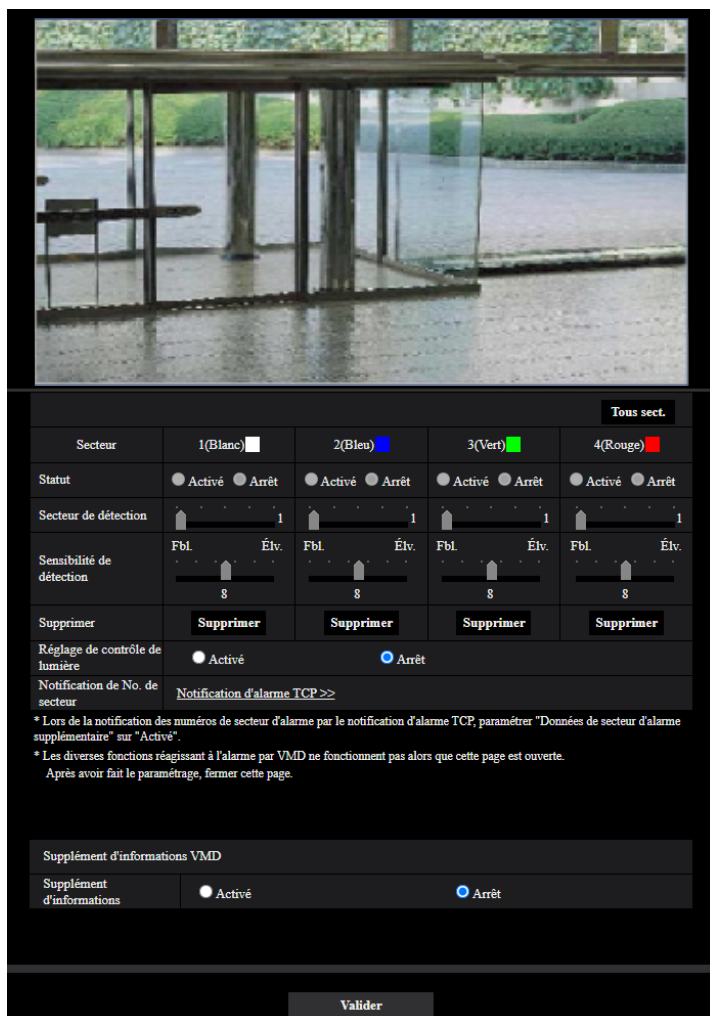 Tous sect.
Secteur 1(Blanc) 2(Bleu) 3(Vert) 4(Rouge)
Statut Activé Arrêt Activé Arrêt Activé Arrêt Activé Arrêt
Secteur de détection 1 1 1 1
Fbl. Élv. Fbl. Élv. Fbl. Élv. Fbl. Élv.
Sensibilité de
détection
8 8 8 8
Supprimer Supprimer Supprimer Supprimer Supprimer
Réglage de contrôle de
lumière
Activé Arrêt
Notification de No. de
secteur
Notification d'alarme TCP >>
* Lors de la notification des numéros de secteur d'alarme par le notification d'alarme TCP, paramétrer "Données de secteur d'alarme
supplémentaire" sur "Activé".
* Les diverses fonctions réagissant à l'alarme par VMD ne fonctionnent pas alors que cette page est ouverte.
Après avoir fait le paramétrage, fermer cette page.
Supplément d'informations VMD
Supplément
d'informations
Activé Arrêt
Valider